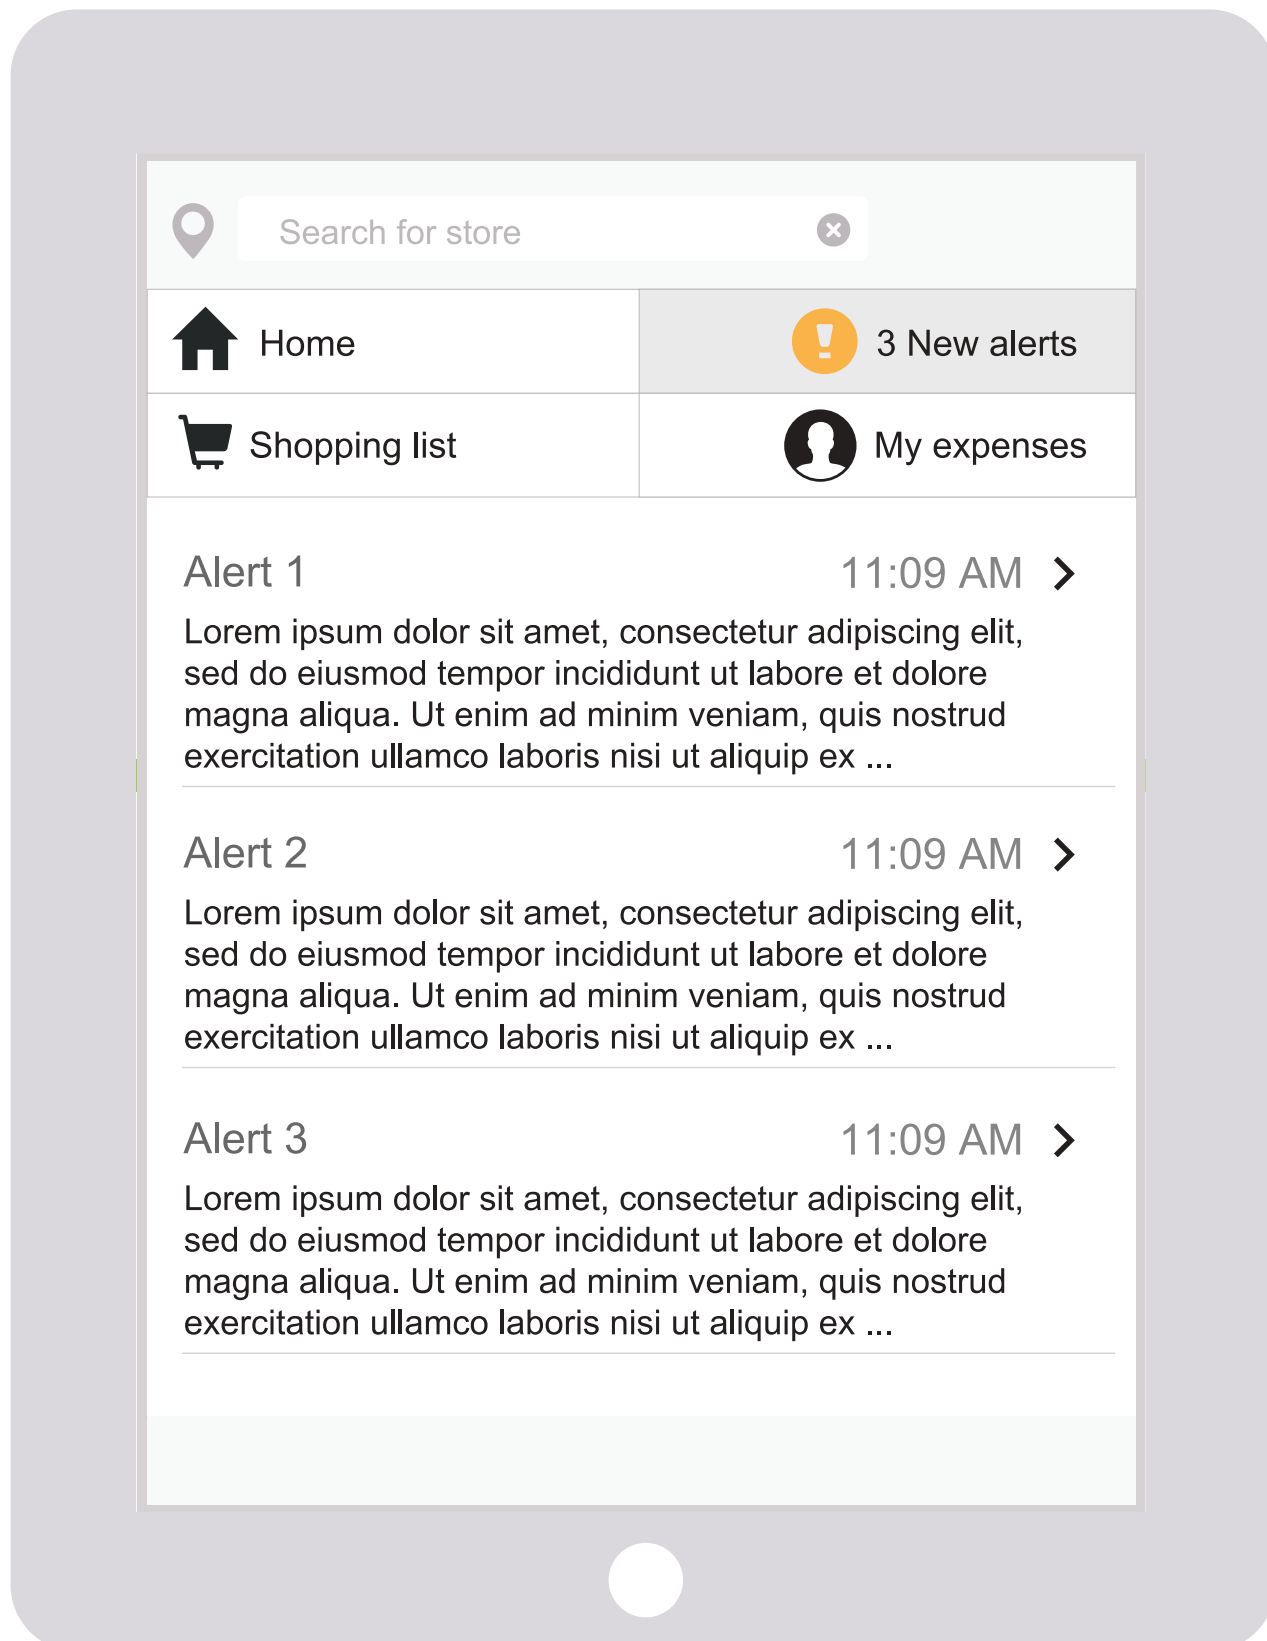 Search for store
Home
3 New alerts
Shopping list
My expenses
Alert 1
11:09 AM
Lorem ipsum dolor sit amet, consectetur adipiscing elit,
sed do eiusmod tempor incididunt ut labore et dolore
magna aliqua. Ut enim ad minim veniam, quis nostrud
exercitation ullamco laboris nisi ut aliquip ex ...
Alert 2
11:09 AM
Lorem ipsum dolor sit amet, consectetur adipiscing elit,
sed do eiusmod tempor incididunt ut labore et dolore
magna aliqua. Ut enim ad minim veniam, quis nostrud
exercitation ullamco laboris nisi ut aliquip ex ...
Alert 3
11:09 AM
Lorem ipsum dolor sit amet, consectetur adipiscing elit,
sed do eiusmod tempor incididunt ut labore et dolore
magna aliqua. Ut enim ad minim veniam, quis nostrud
exercitation ullamco laboris nisi ut aliquip ex ...